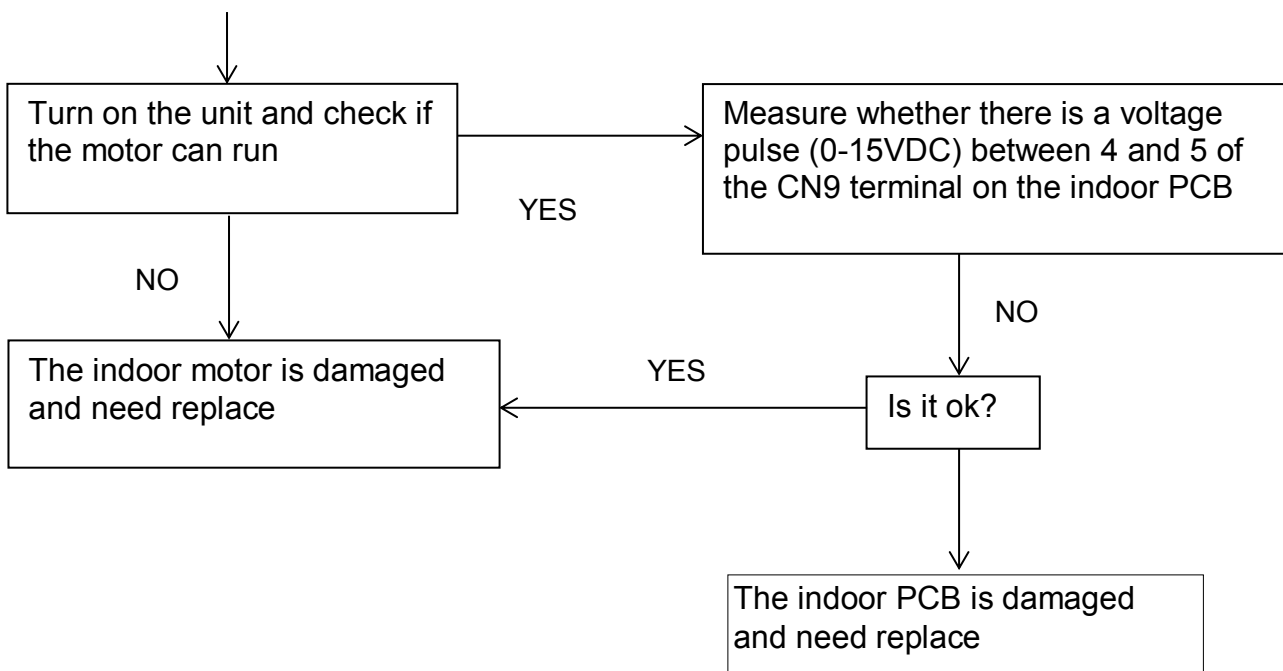 Turn on the unit and check if
the motor can run
YES
Measure whether there is a voltage
pulse (0-15VDC) between 4 and 5 of
the CN9 terminal on the indoor PCB
NO
NO
The indoor motor is damaged
and need replace
YES
Is it ok?
The indoor PCB is damaged
and need replace